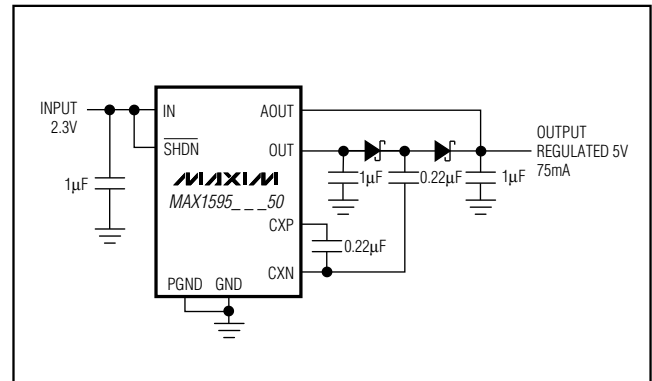 INPUT
2.3V
IN
SHDN
MAXIM
MAX1595_ _ _50
AOUT
OUT
CXP
CXN
PGND GND
1µF
1µF
0.22µF
1µF
0.22µF
OUTPUT
REGULATED 5V
75mA